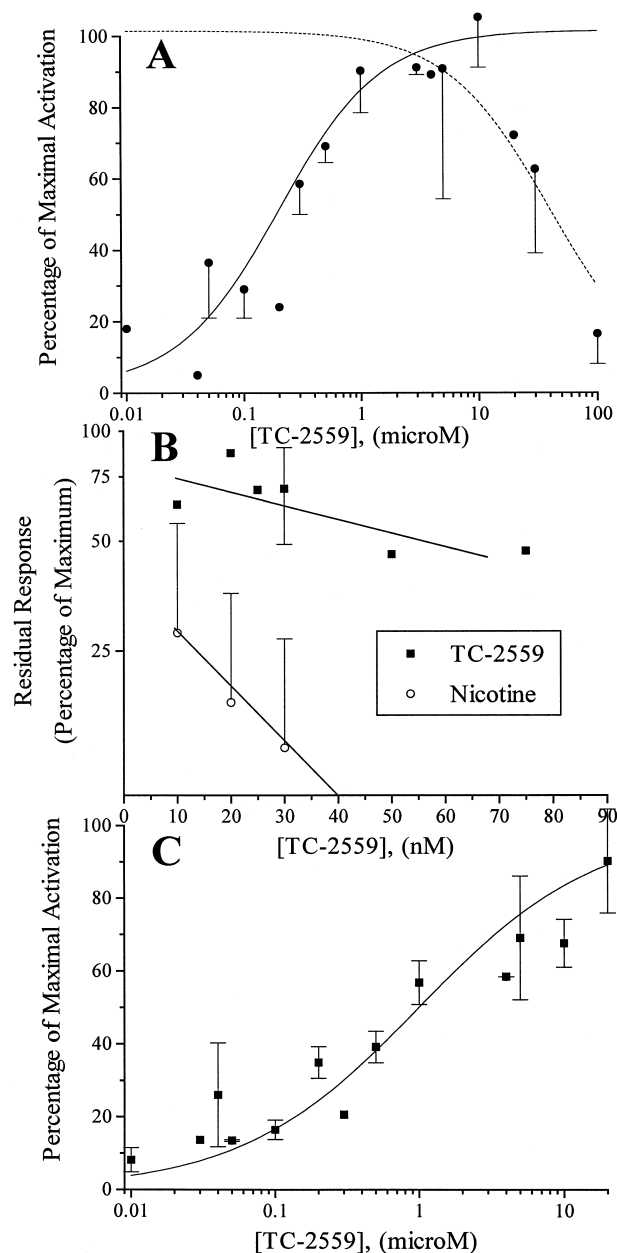 A
Percentage of Maximal Activation
100
80
60
40
20
0
0.01 0.1 1 10 100
[TC-2559], (microM)
B
Residual Response
(Percentage of Maximum)
100
75
50
25
TC-2559
Nicotine
0 10 20 30 40 50 60 70 80 90
[TC-2559], (nM)
C
Percentage of Maximal Activation
100
80
60
40
20
0
0.01 0.1 1 10
[TC-2559], (microM)